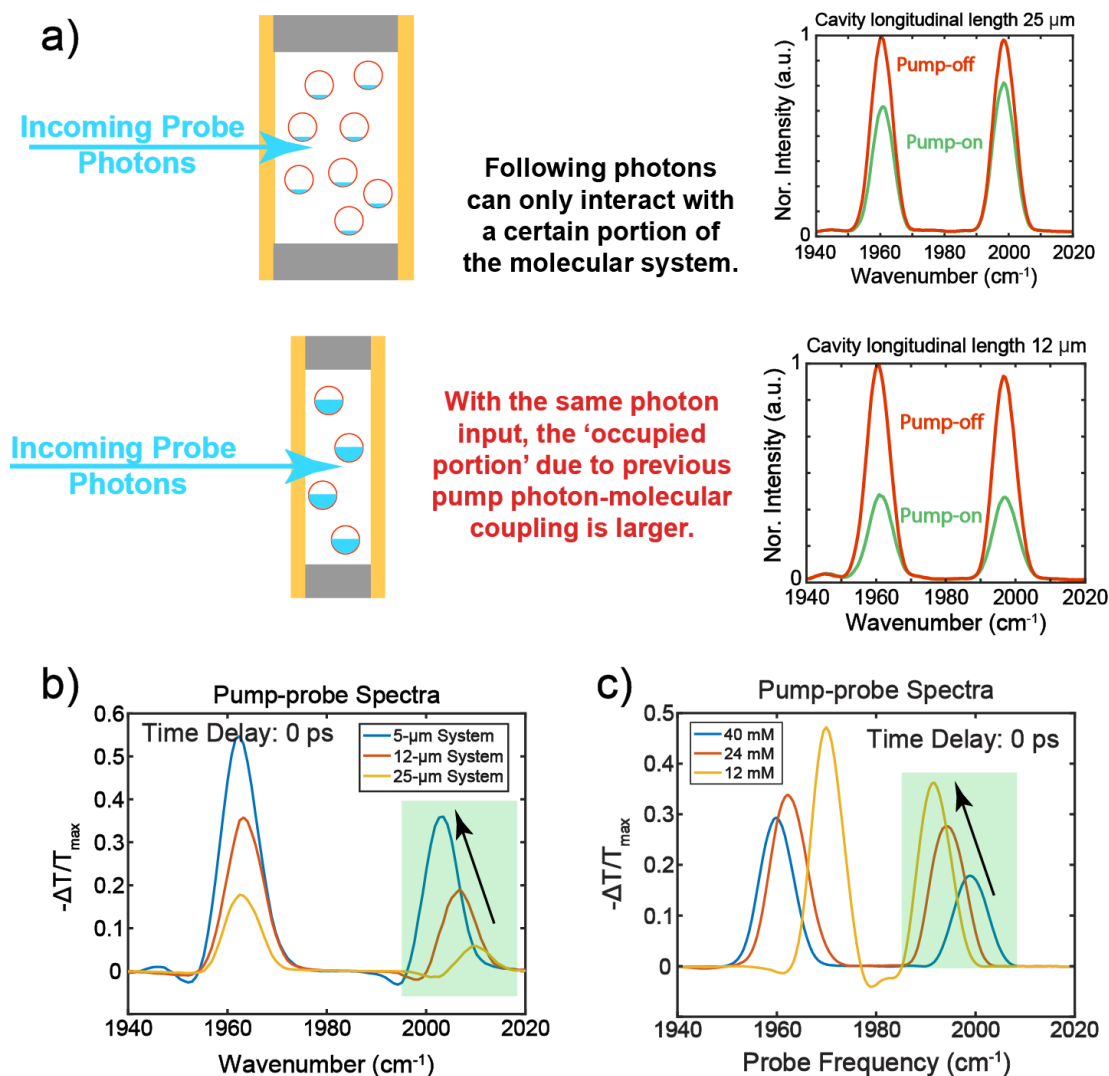 a)
Incoming Probe
Photons
Following photons
can only interact with
a certain portion of
the molecular system.
Cavity longitudinal length 25 μm
Nor. Intensity (a.u.)
1
0
Pump-off
Pump-on
1940 1960 1980 2000 2020
Wavenumber (cm⁻¹)
Incoming Probe
Photons
With the same photon
input, the ‘occupied
portion’ due to previous
pump photon-molecular
coupling is larger.
Cavity longitudinal length 12 μm
Nor. Intensity (a.u.)
1
0
Pump-off
Pump-on
1940 1960 1980 2000 2020
Wavenumber (cm⁻¹)
b)
Pump-probe Spectra
Time Delay: 0 ps
5-μm System
12-μm System
25-μm System
-ΔT/Tmax
0.6
0.5
0.4
0.3
0.2
0.1
0
1940 1960 1980 2000 2020
Wavenumber (cm⁻¹)
c)
Pump-probe Spectra
40 mM
24 mM
12 mM
Time Delay: 0 ps
-ΔT/Tmax
0.5
0.4
0.3
0.2
0.1
0
1940 1960 1980 2000 2020
Probe Frequency (cm⁻¹)